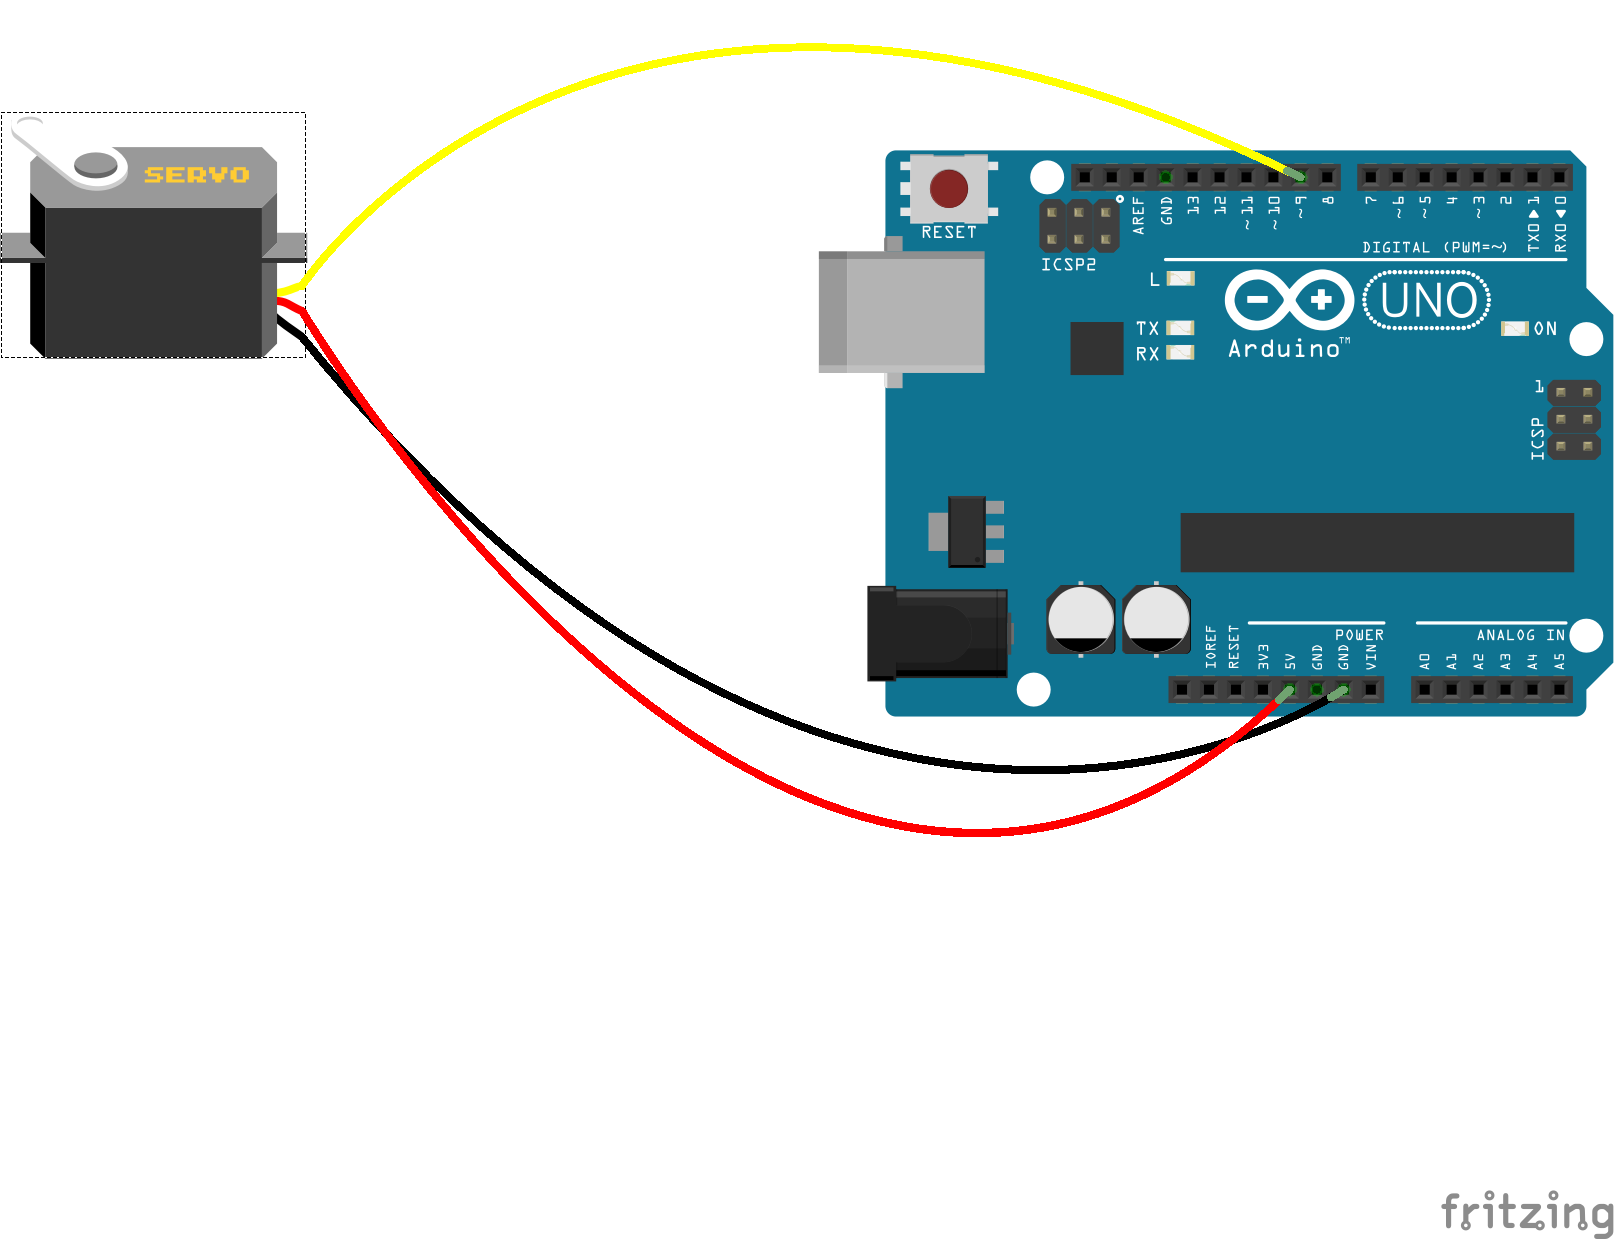 SERVO
RESET
ICSP2
AREF
GND
13
12
~11
~10
~9
8
7
~6
~5
4
~3
2
TX0▶1
RX0◀0
DIGITAL (PWM=~)
L
TX
RX
UNO
Arduino™
ON
1
ICSP
POWER
ANALOG IN
IOREF
RESET
3V3
5V
GND
GND
VIN
A0
A1
A2
A3
A4
A5
fritzing